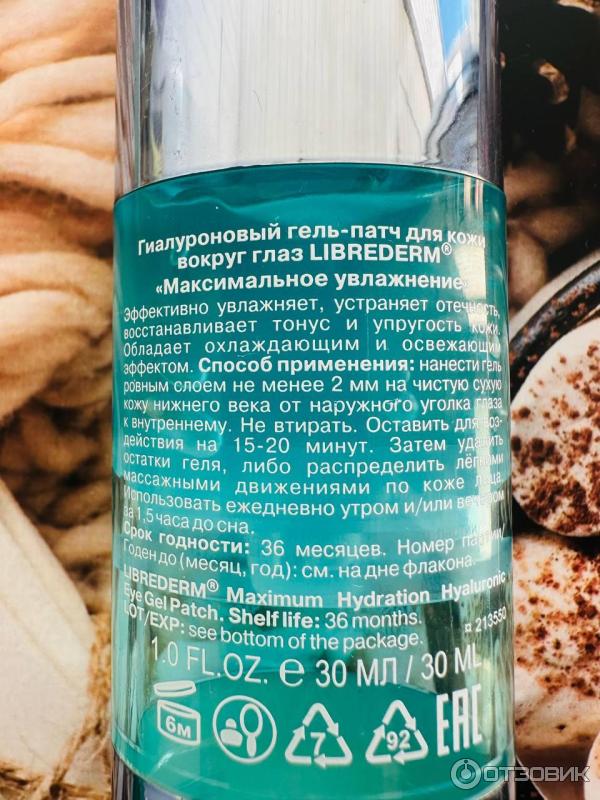 Гиалуроновый гель-патч для кожи
вокруг глаз LIBREDERM®
«Максимальное увлажнение»
Эффективно увлажняет, устраняет отечность,
восстанавливает тонус и упругость кожи.
Обладает охлаждающим и освежающим
эффектом. Способ применения: нанести гель
ровным слоем не менее 2 мм на чистую сухую
кожу нижнего века от наружного уголка глаза
к внутреннему. Не втирать. Оставить для воз-
действия на 15-20 минут. Затем удалить
остатки геля, либо распределить лёгкими
массажными движениями по коже лица.
Использовать ежедневно утром и/или вечером
за 1,5 часа до сна.
Срок годности: 36 месяцев. Номер партии/
Годен до (месяц, год): см. на дне флакона.
LIBREDERM® Maximum Hydration Hyaluronic
Eye Gel Patch. Shelf life: 36 months.
LOT/EXP: see bottom of the package.
¤ 213550
1.0 FL.OZ. e 30 МЛ / 30 ML
6м 7 92 EAC
ОТЗОВИК